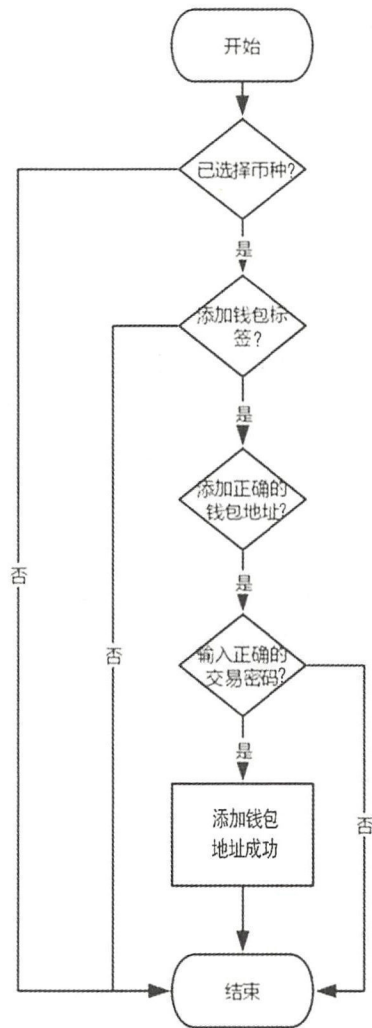 开始
已选择币种?
是
添加钱包标
签?
是
添加正确的
钱包地址?
是
否
否
输入正确的
交易密码?
是
否
添加钱包
地址成功
结束